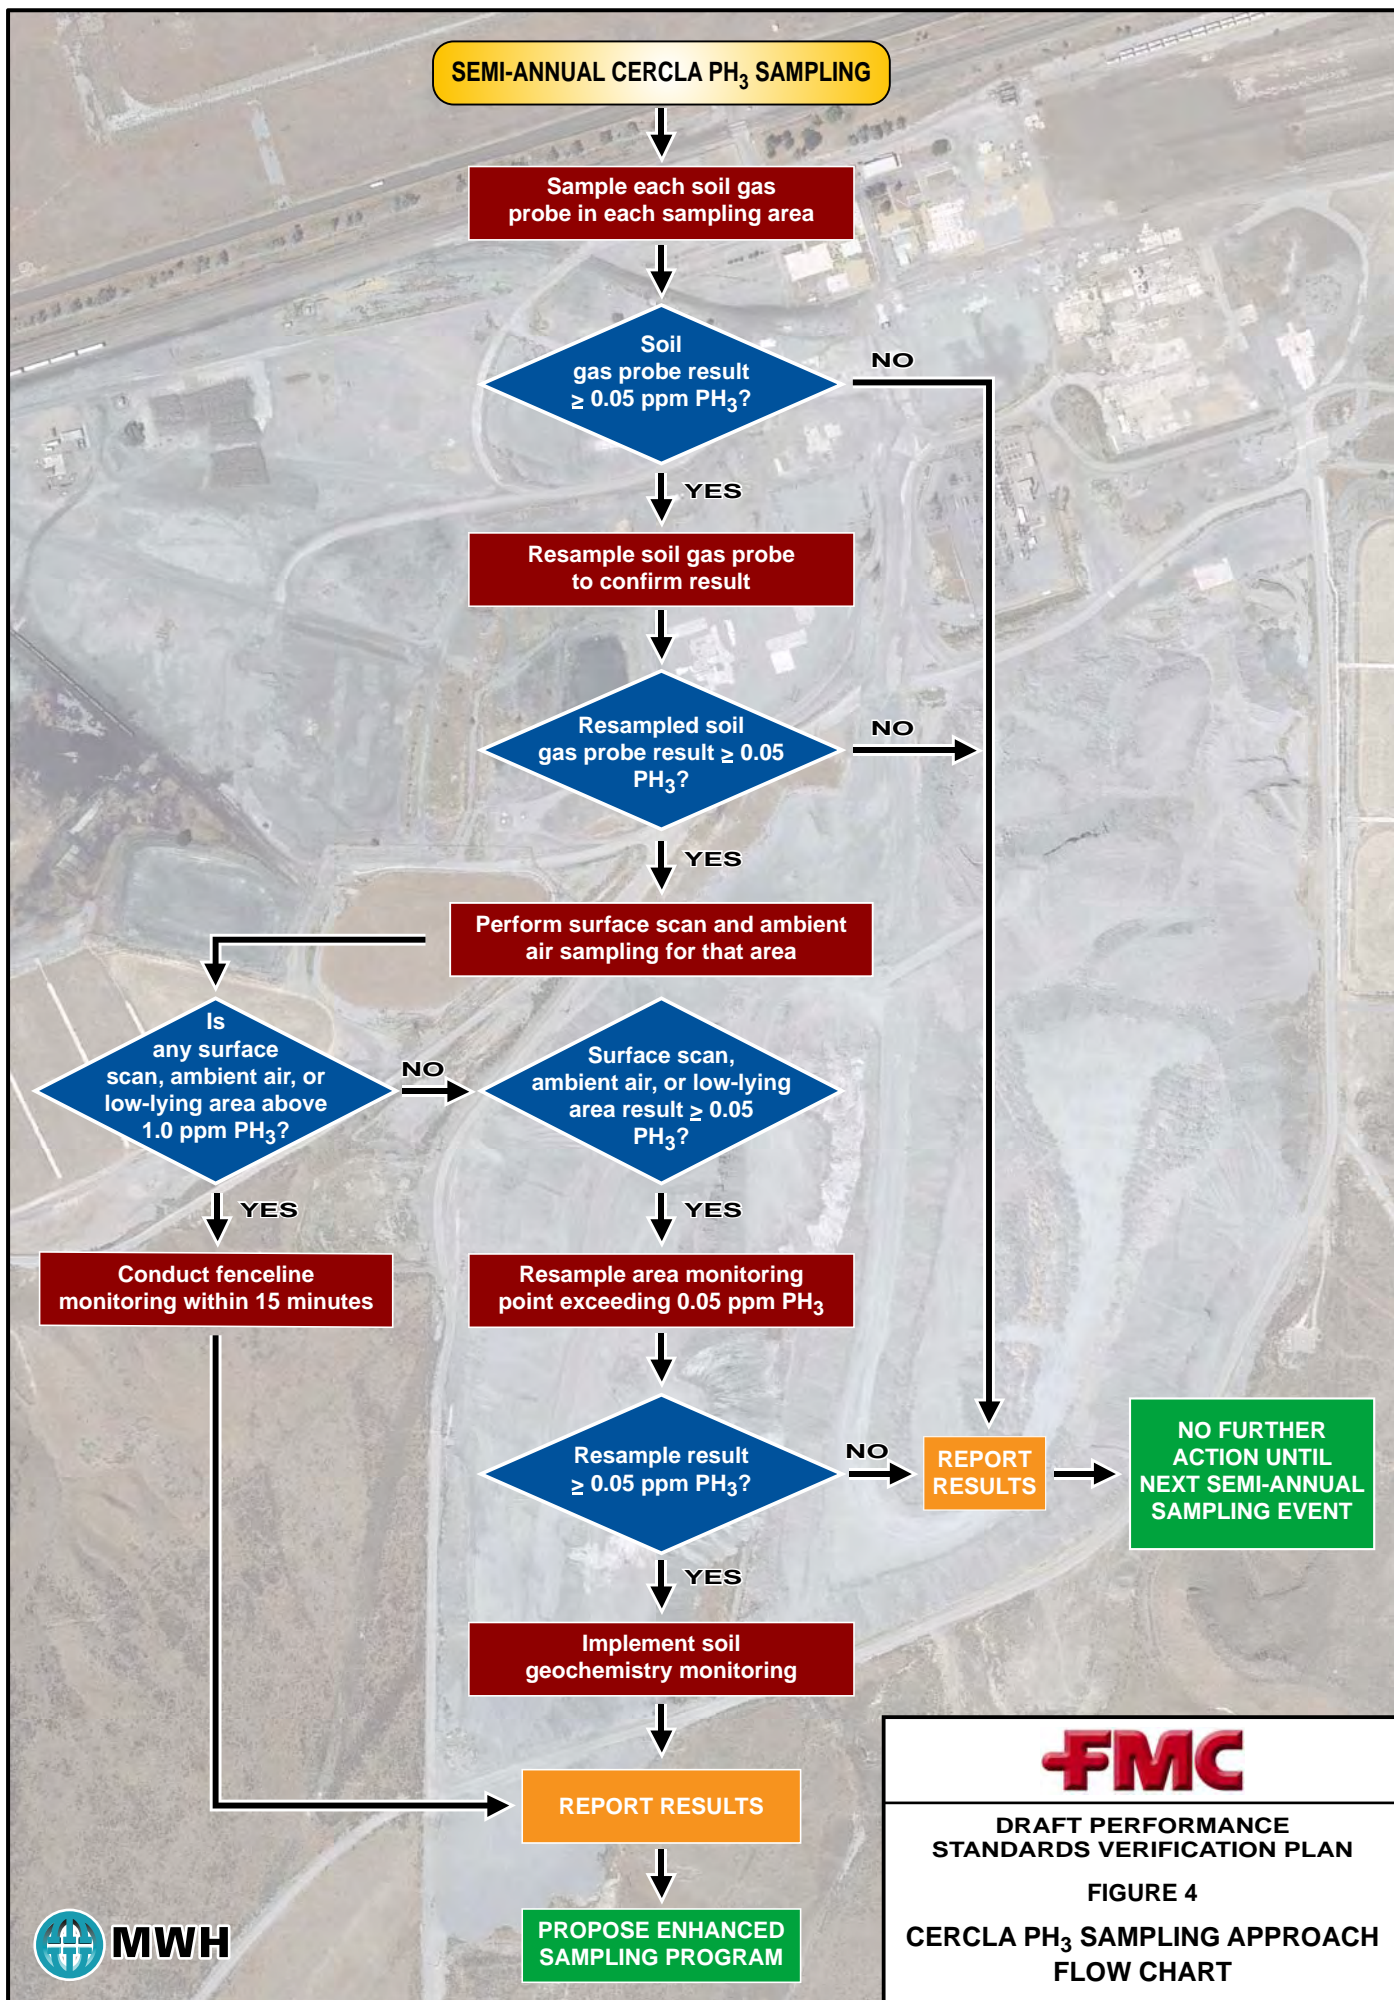 SEMI-ANNUAL CERCLA PH₃ SAMPLING
Sample each soil gas
probe in each sampling area
Soil
gas probe result
≥ 0.05 ppm PH₃?
NO
YES
Resample soil gas probe
to confirm result
Resampled soil
gas probe result ≥ 0.05
PH₃?
NO
YES
Perform surface scan and ambient
air sampling for that area
Is
any surface
scan, ambient air, or
low-lying area above
1.0 ppm PH₃?
NO
Surface scan,
ambient air, or low-lying
area result ≥ 0.05
PH₃?
YES
YES
Conduct fenceline
monitoring within 15 minutes
Resample area monitoring
point exceeding 0.05 ppm PH₃
Resample result
≥ 0.05 ppm PH₃?
NO
REPORT
RESULTS
NO FURTHER
ACTION UNTIL
NEXT SEMI-ANNUAL
SAMPLING EVENT
YES
Implement soil
geochemistry monitoring
REPORT RESULTS
PROPOSE ENHANCED
SAMPLING PROGRAM
MWH
FMC
DRAFT PERFORMANCE
STANDARDS VERIFICATION PLAN
FIGURE 4
CERCLA PH₃ SAMPLING APPROACH
FLOW CHART